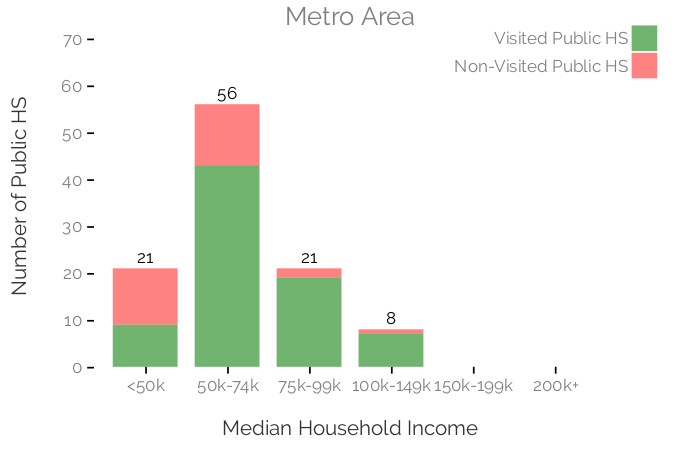 Metro Area
Visited Public HS
Non-Visited Public HS
Number of Public HS
70
60
50
40
30
20
10
0
21
56
21
8
<50k
50k-74k
75k-99k
100k-149k
150k-199k
200k+
Median Household Income